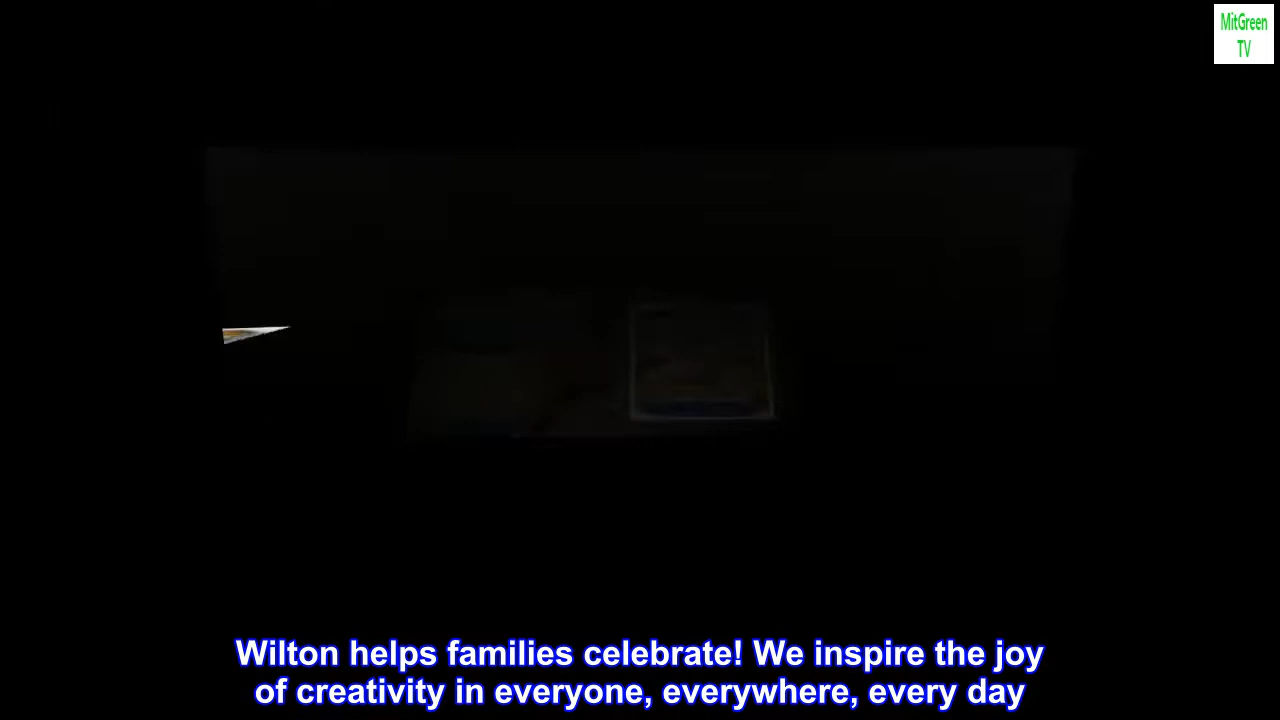 MitGreen
TV
Wilton helps families celebrate! We inspire the joy
of creativity in everyone, everywhere, every day